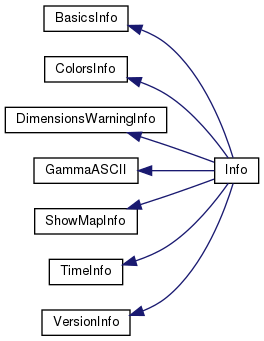 BasicsInfo
ColorsInfo
DimensionsWarningInfo
GammaASCII
Info
ShowMapInfo
TimeInfo
VersionInfo